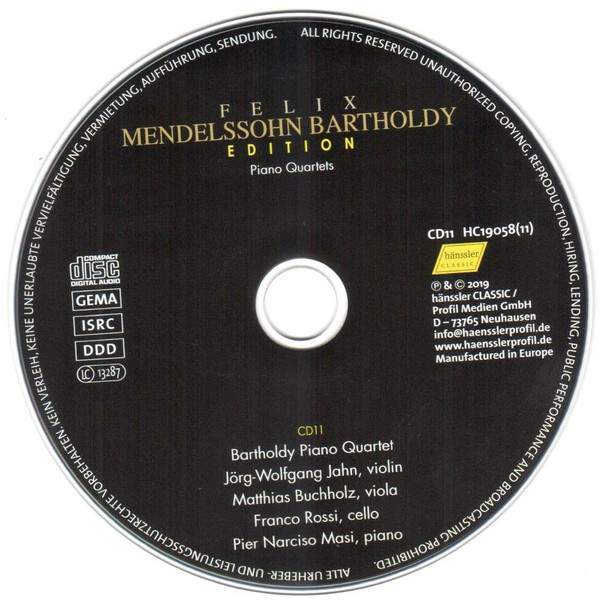 ALLE URHEBER- UND LEISTUNGSSCHUTZRECHTE VORBEHALTEN. KEIN VERLEIH, KEINE UNERLAUBTE VERVIELFÄLTIGUNG, VERMIETUNG, AUFFÜHRUNG, SENDUNG.
ALL RIGHTS RESERVED UNAUTHORIZED COPYING, REPRODUCTION, HIRING, LENDING, PUBLIC PERFORMANCE AND BROADCASTING PROHIBITED.
FELIX
MENDELSSOHN BARTHOLDY
EDITION
Piano Quartets
COMPACT
disc
DIGITAL AUDIO
GEMA
ISRC
DDD
LC 13287
CD11 HC19058(11)
hänssler
CLASSIC
℗ & © 2019
hänssler CLASSIC /
Profil Medien GmbH
D – 73765 Neuhausen
info@haensslerprofil.de
www.haensslerprofil.de
Manufactured in Europe
CD11
Bartholdy Piano Quartet
Jörg-Wolfgang Jahn, violin
Matthias Buchholz, viola
Franco Rossi, cello
Pier Narciso Masi, piano